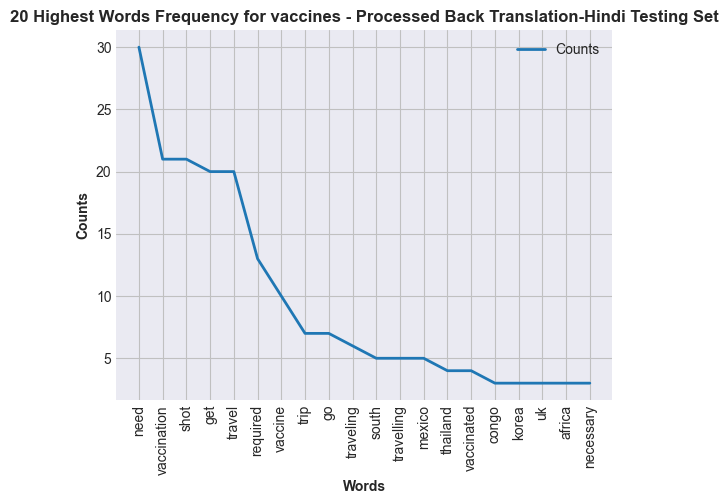 20 Highest Words Frequency for vaccines - Processed Back Translation-Hindi Testing Set
Counts
30
25
20
15
10
5
Counts
need
vaccination
shot
get
travel
required
vaccine
trip
go
traveling
south
travelling
mexico
thailand
vaccinated
congo
korea
uk
africa
necessary
Words